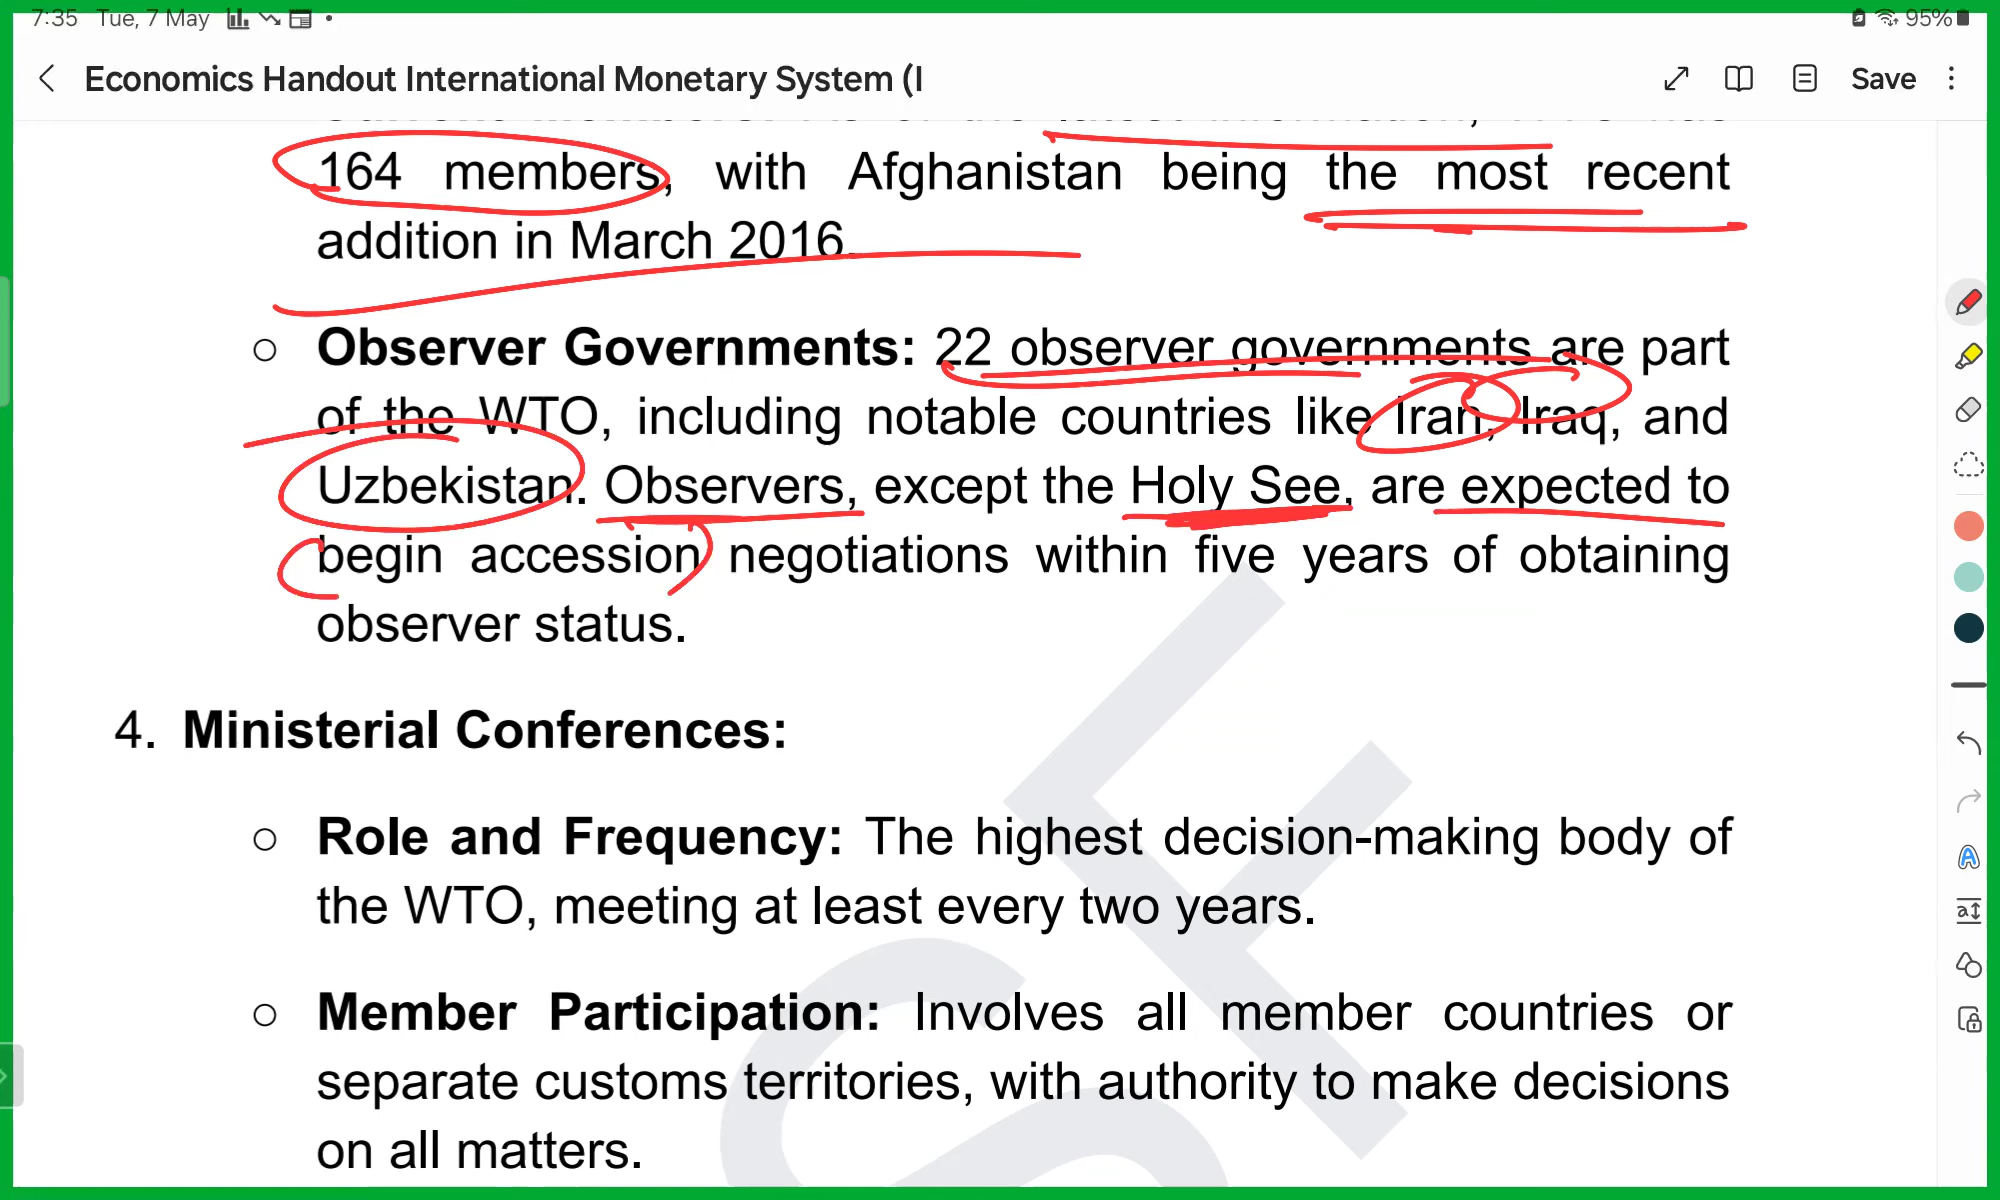 7:35 Tue, 7 May 95%
Economics Handout International Monetary System (I
Save
164 members, with Afghanistan being the most recent
addition in March 2016.
○ Observer Governments: 22 observer governments are part
of the WTO, including notable countries like Iran, Iraq, and
Uzbekistan. Observers, except the Holy See, are expected to
begin accession negotiations within five years of obtaining
observer status.
4. Ministerial Conferences:
○ Role and Frequency: The highest decision-making body of
the WTO, meeting at least every two years.
○ Member Participation: Involves all member countries or
separate customs territories, with authority to make decisions
on all matters.